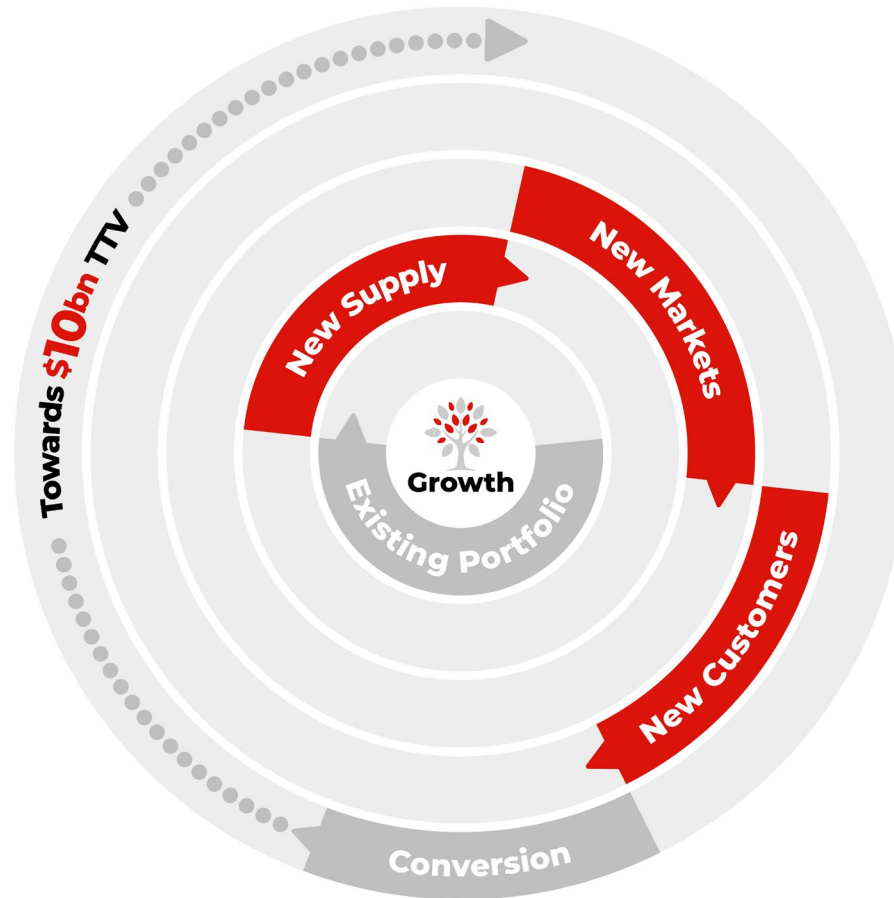 Growth
Existing Portfolio
New Supply
New Markets
New Customers
Conversion
Towards $10bn TTV